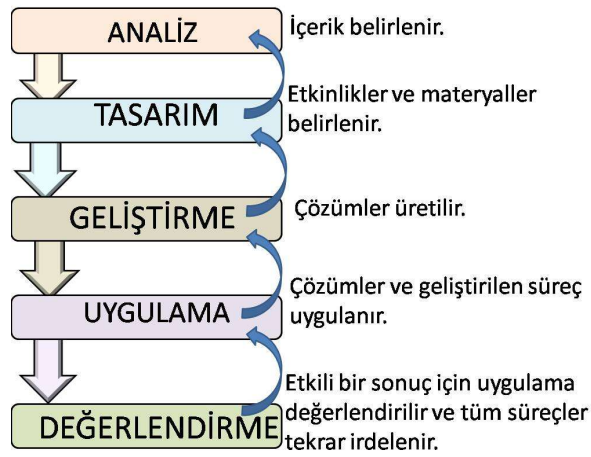 ANALİZ
İçerik belirlenir.
TASARIM
Etkinlikler ve materyaller
belirlenir.
GELİŞTİRME
Çözümler üretilir.
UYGULAMA
Çözümler ve geliştirilen süreç
uygulanır.
DEĞERLENDİRME
Etkili bir sonuç için uygulama
değerlendirilir ve tüm süreçler
tekrar irdelenir.